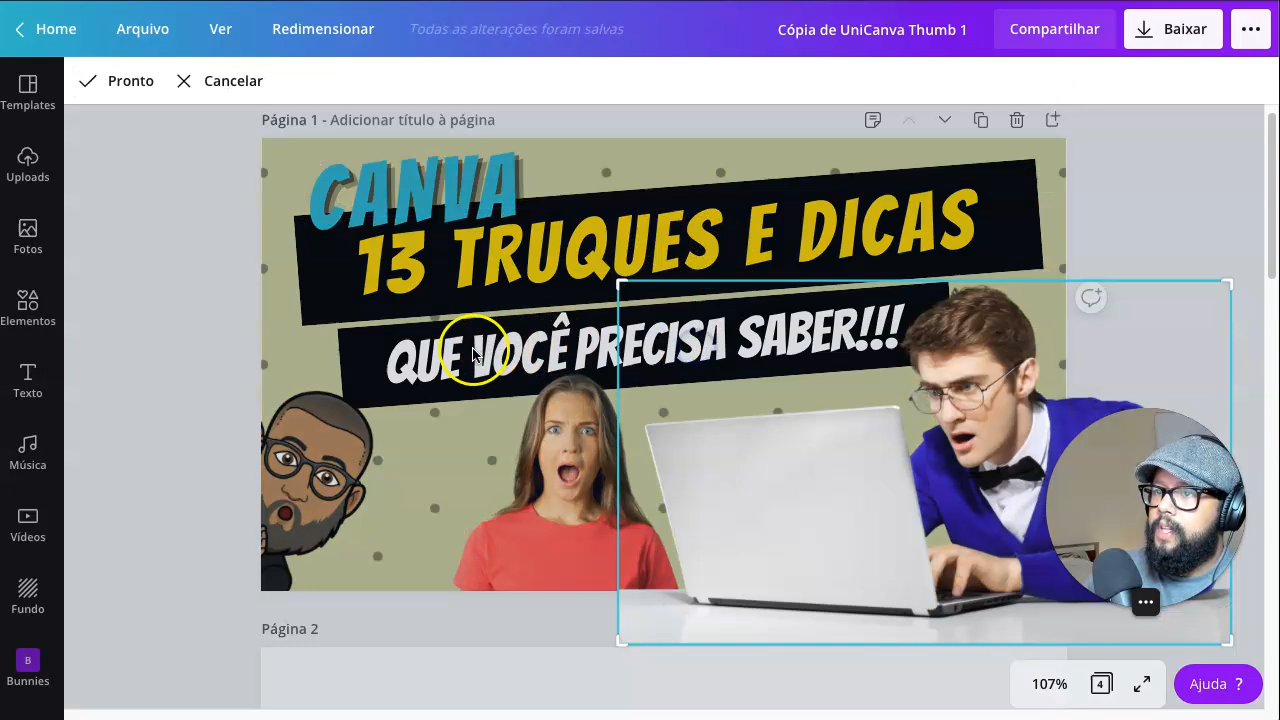 Home Arquivo Ver Redimensionar Todas as alterações foram salvas Cópia de UniCanva Thumb 1 Compartilhar Baixar
Pronto Cancelar
Templates
Uploads
Fotos
Elementos
Texto
Música
Vídeos
Fundo
B
Bunnies
Página 1 - Adicionar título à página
CANVA
13 TRUQUES E DICAS
QUE VOCÊ PRECISA SABER!!!
Página 2
107% 4 Ajuda ?